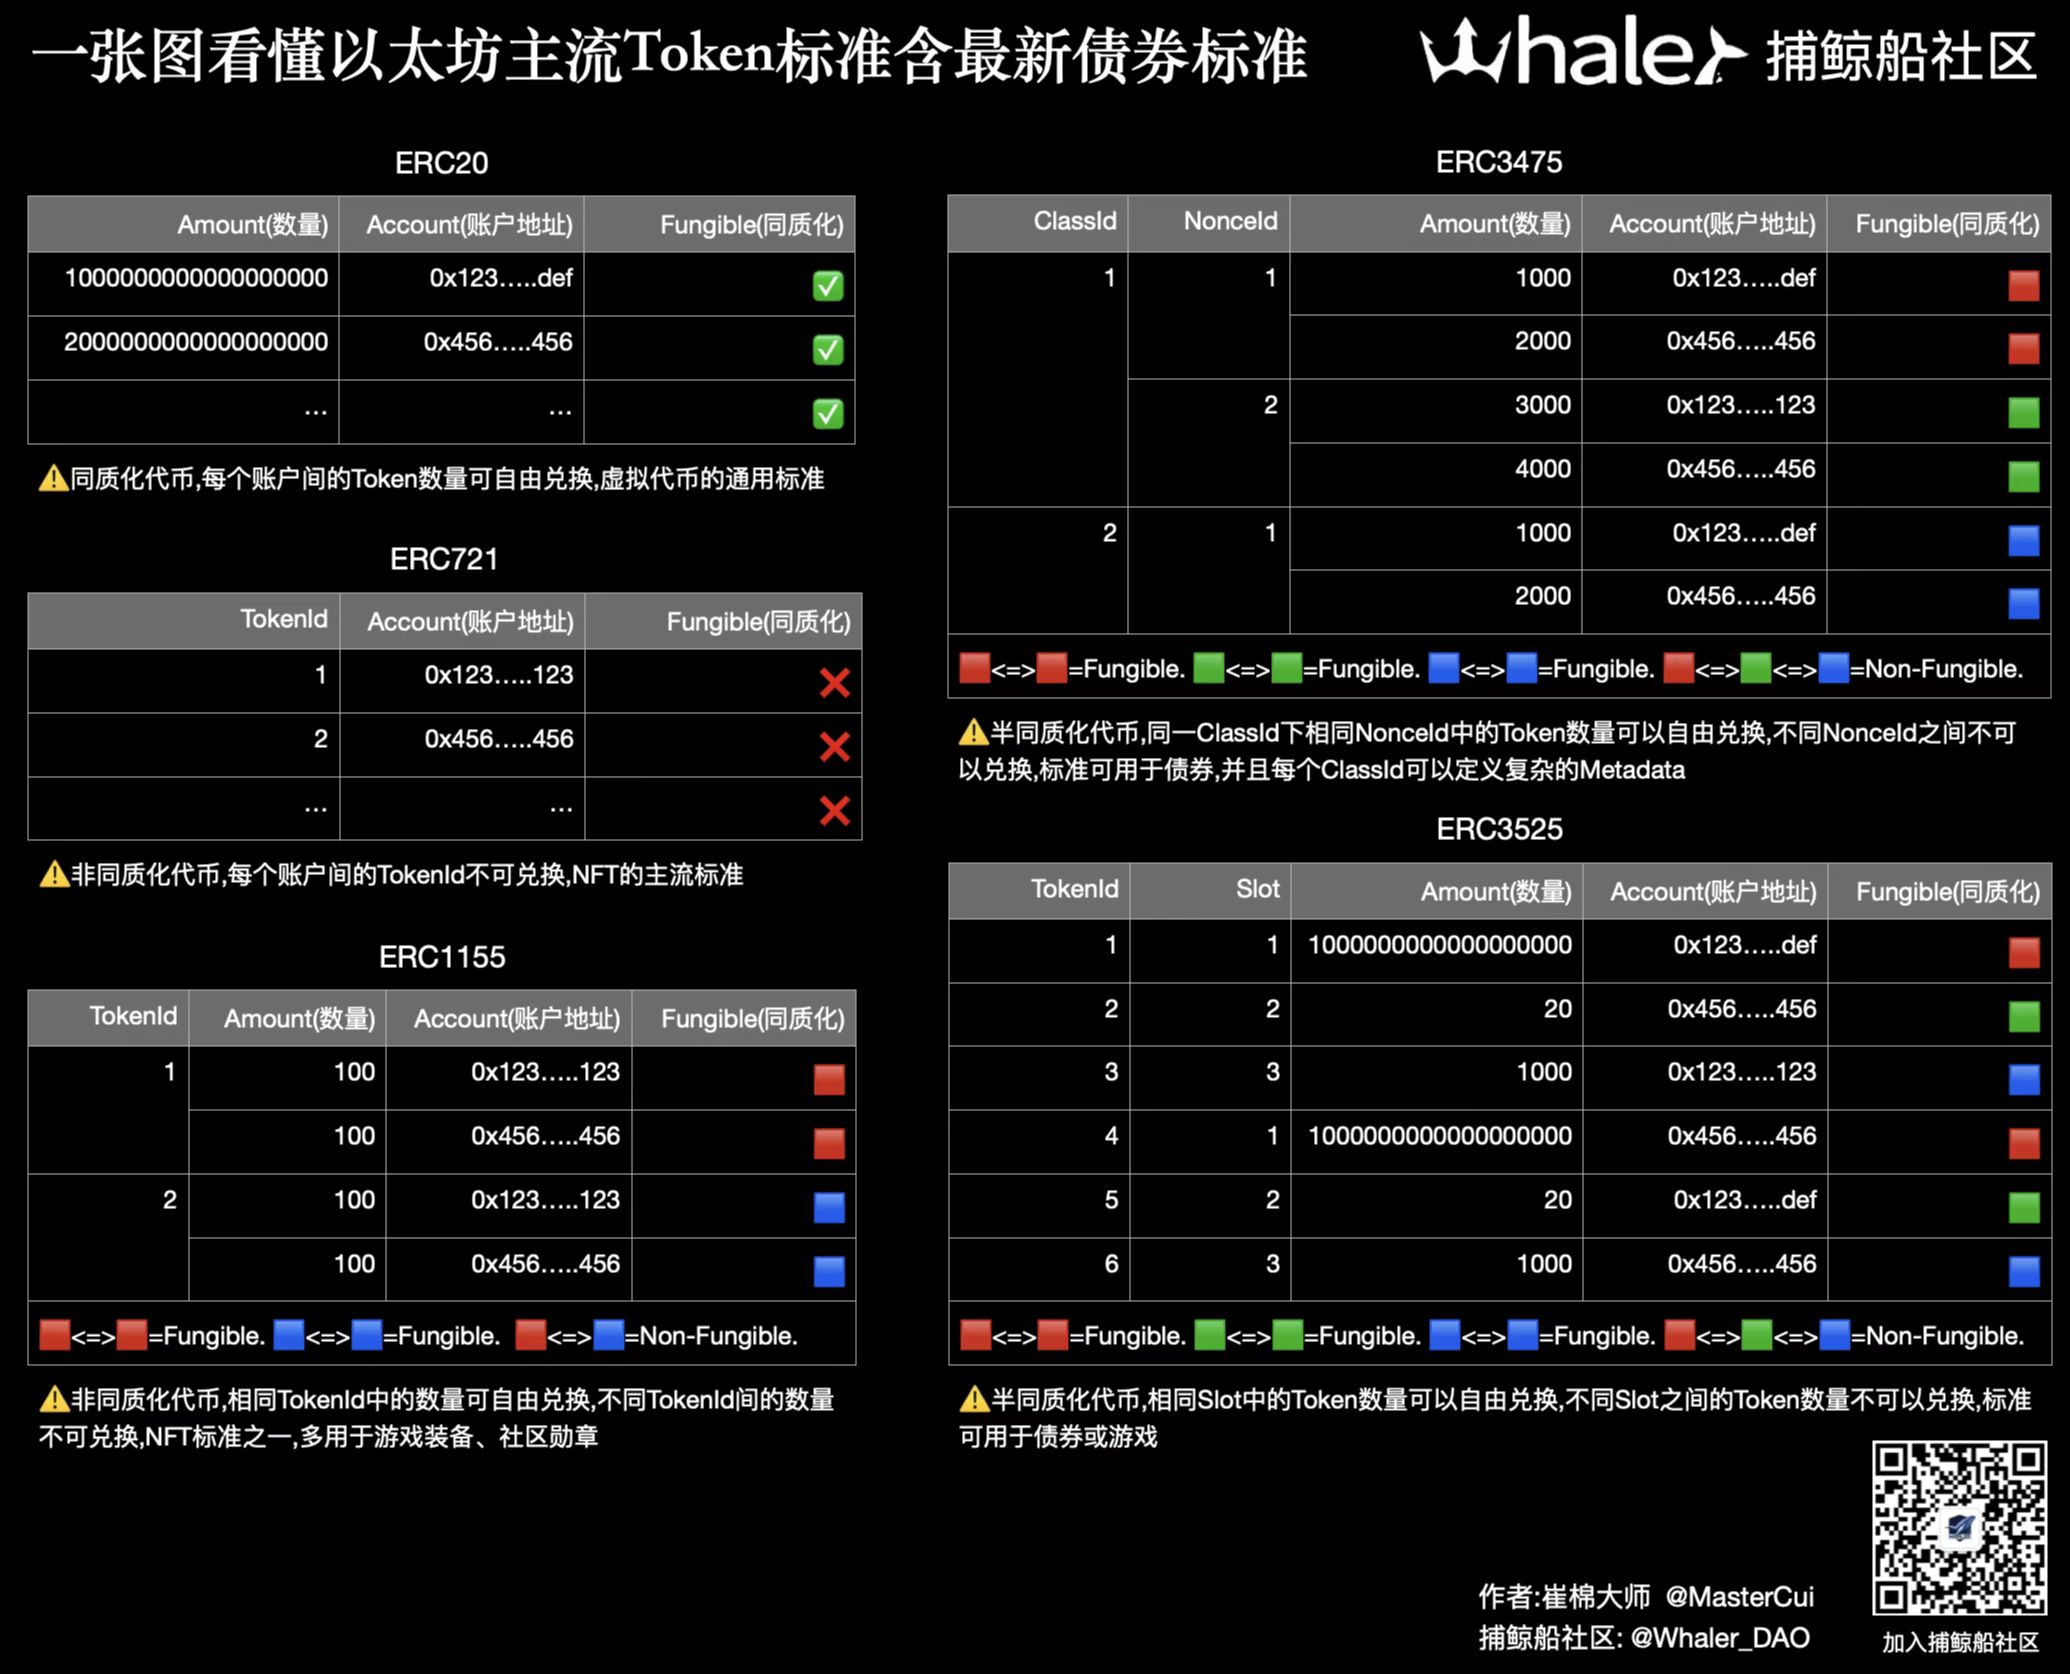 一张图看懂以太坊主流Token标准含最新债券标准
Whaler 捕鲸船社区
ERC20
Amount(数量) Account(账户地址) Fungible(同质化)
1000000000000000000 0x123.....def ✅
2000000000000000000 0x456.....456 ✅
... ... ✅
⚠️同质化代币,每个账户间的Token数量可自由兑换,虚拟代币的通用标准
ERC721
TokenId Account(账户地址) Fungible(同质化)
1 0x123.....123 ❌
2 0x456.....456 ❌
... ... ❌
⚠️非同质化代币,每个账户间的TokenId不可兑换,NFT的主流标准
ERC1155
TokenId Amount(数量) Account(账户地址) Fungible(同质化)
1 100 0x123.....123 🟥
100 0x456.....456 🟥
2 100 0x123.....123 🟦
100 0x456.....456 🟦
🟥<=>🟥=Fungible. 🟦<=>🟦=Fungible. 🟥<=>🟦=Non-Fungible.
⚠️非同质化代币,相同TokenId中的数量可自由兑换,不同TokenId间的数量
不可兑换,NFT标准之一,多用于游戏装备、社区勋章
ERC3475
ClassId NonceId Amount(数量) Account(账户地址) Fungible(同质化)
1 1 1000 0x123.....def 🟥
2000 0x456.....456 🟥
2 3000 0x123.....123 🟩
4000 0x456.....456 🟩
2 1 1000 0x123.....def 🟦
2000 0x456.....456 🟦
🟥<=>🟥=Fungible. 🟩<=>🟩=Fungible. 🟦<=>🟦=Fungible. 🟥<=>🟩<=>🟦=Non-Fungible.
⚠️半同质化代币,同一ClassId下相同NonceId中的Token数量可以自由兑换,不同NonceId之间不可
以兑换,标准可用于债券,并且每个ClassId可以定义复杂的Metadata
ERC3525
TokenId Slot Amount(数量) Account(账户地址) Fungible(同质化)
1 1 1000000000000000000 0x123.....def 🟥
2 2 20 0x456.....456 🟩
3 3 1000 0x123.....123 🟦
4 1 1000000000000000000 0x456.....456 🟥
5 2 20 0x123.....def 🟩
6 3 1000 0x456.....456 🟦
🟥<=>🟥=Fungible. 🟩<=>🟩=Fungible. 🟦<=>🟦=Fungible. 🟥<=>🟩<=>🟦=Non-Fungible.
⚠️半同质化代币,相同Slot中的Token数量可以自由兑换,不同Slot之间的Token数量不可以兑换,标准
可用于债券或游戏
作者:崔棉大师 @MasterCui
捕鲸船社区: @Whaler_DAO
加入捕鲸船社区